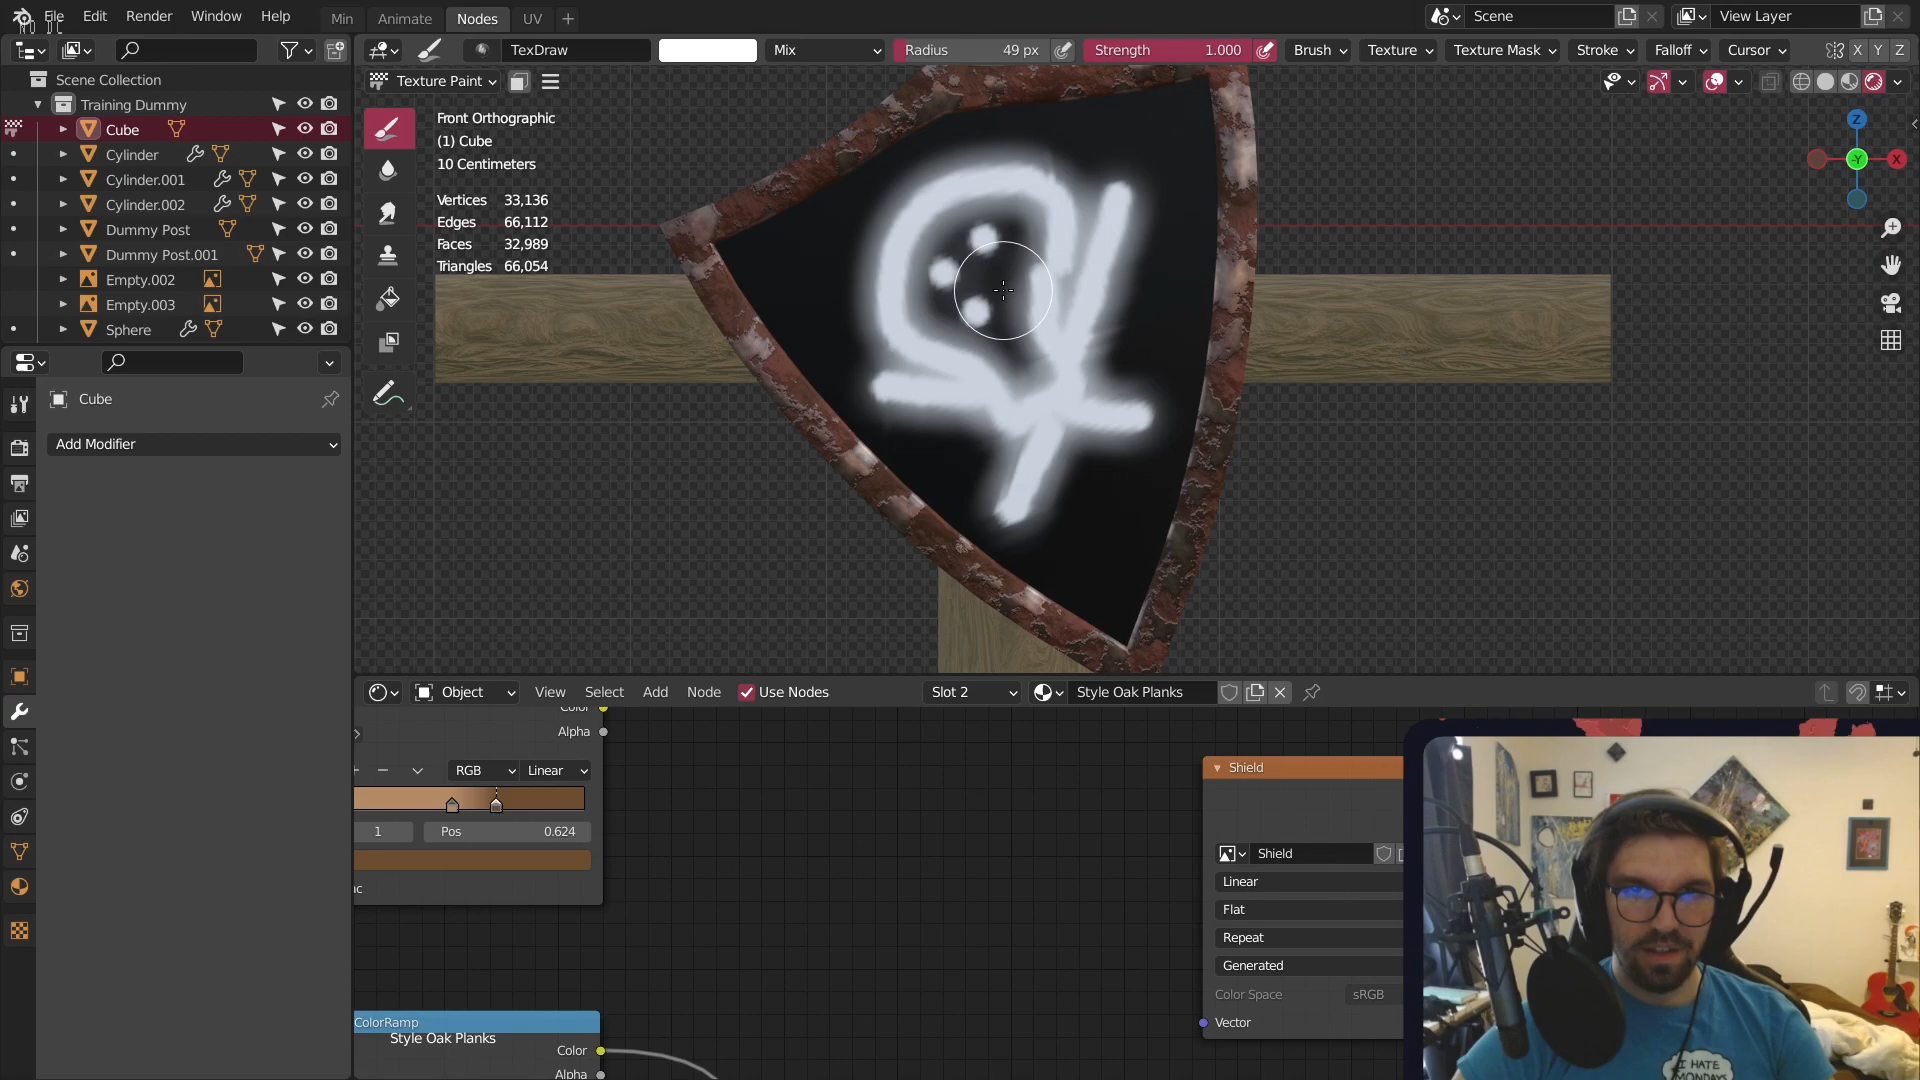 File Edit Render Window Help Min Animate Nodes UV + Scene View Layer
TexDraw Mix Radius 49 px Strength 1.000 Brush Texture Texture Mask Stroke Falloff Cursor X Y Z
Scene Collection
Training Dummy
Cube
Cylinder
Cylinder.001
Cylinder.002
Dummy Post
Dummy Post.001
Empty.002
Empty.003
Sphere
Texture Paint
Front Orthographic
(1) Cube
10 Centimeters
Vertices 33,136
Edges 66,112
Faces 32,989
Triangles 66,054
Z
-Y X
Cube
Add Modifier
Object View Select Add Node Use Nodes Slot 2 Style Oak Planks
Color
Alpha
RGB Linear
1 Pos 0.624
ac
ColorRamp
Style Oak Planks
Color
Alpha
Shield
Shield
Linear
Flat
Repeat
Generated
Color Space sRGB
Vector
I HATE
MONDAYS